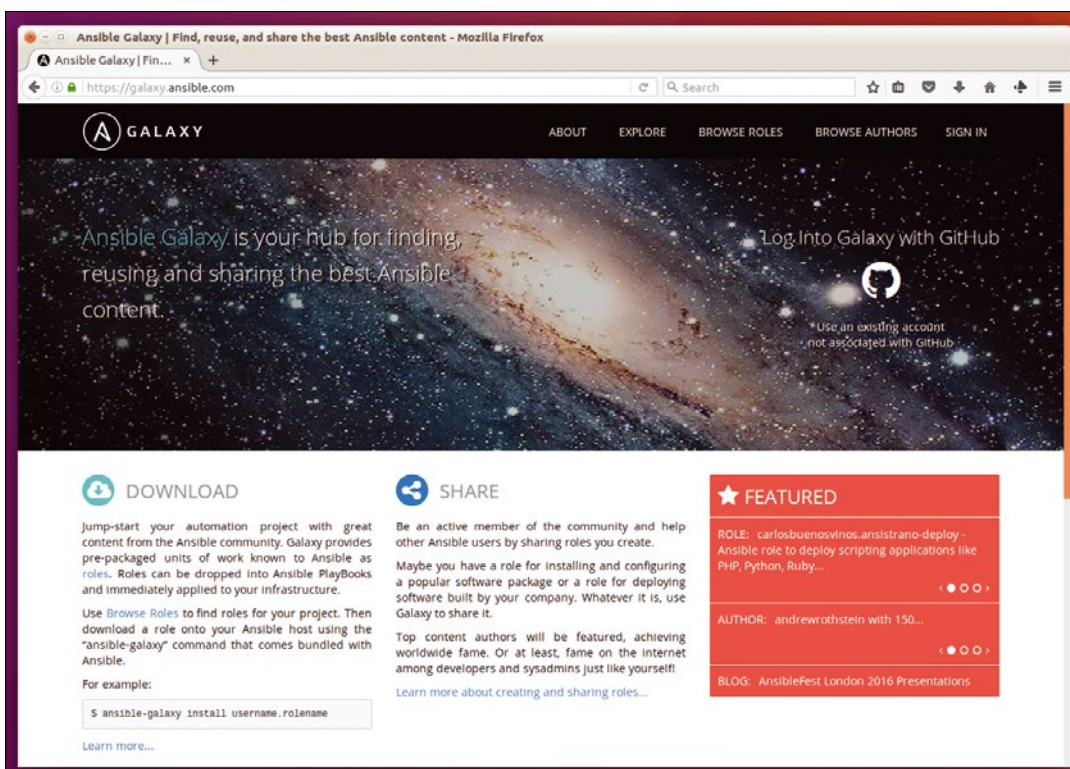 Ansible Galaxy | Find, reuse, and share the best Ansible content - Mozilla Firefox
Ansible Galaxy | Fin... × +
https://galaxy.ansible.com
Search
GALAXY
ABOUT EXPLORE BROWSE ROLES BROWSE AUTHORS SIGN IN
Ansible Galaxy is your hub for finding,
reusing and sharing the best Ansible
content.
Log Into Galaxy with GitHub
*Use an existing account
not associated with GitHub
DOWNLOAD
Jump-start your automation project with great
content from the Ansible community. Galaxy provides
pre-packaged units of work known to Ansible as
roles. Roles can be dropped into Ansible PlayBooks
and immediately applied to your infrastructure.
Use Browse Roles to find roles for your project. Then
download a role onto your Ansible host using the
"ansible-galaxy" command that comes bundled with
Ansible.
For example:
$ ansible-galaxy install username.rolename
Learn more...
SHARE
Be an active member of the community and help
other Ansible users by sharing roles you create.
Maybe you have a role for installing and configuring
a popular software package or a role for deploying
software built by your company. Whatever it is, use
Galaxy to share it.
Top content authors will be featured, achieving
worldwide fame. Or at least, fame on the internet
among developers and sysadmins just like yourself!
Learn more about creating and sharing roles...
FEATURED
ROLE: carlosbuenosvinos.ansistrano-deploy -
Ansible role to deploy scripting applications like
PHP, Python, Ruby...
AUTHOR: andrewrothstein with 150...
BLOG: AnsibleFest London 2016 Presentations